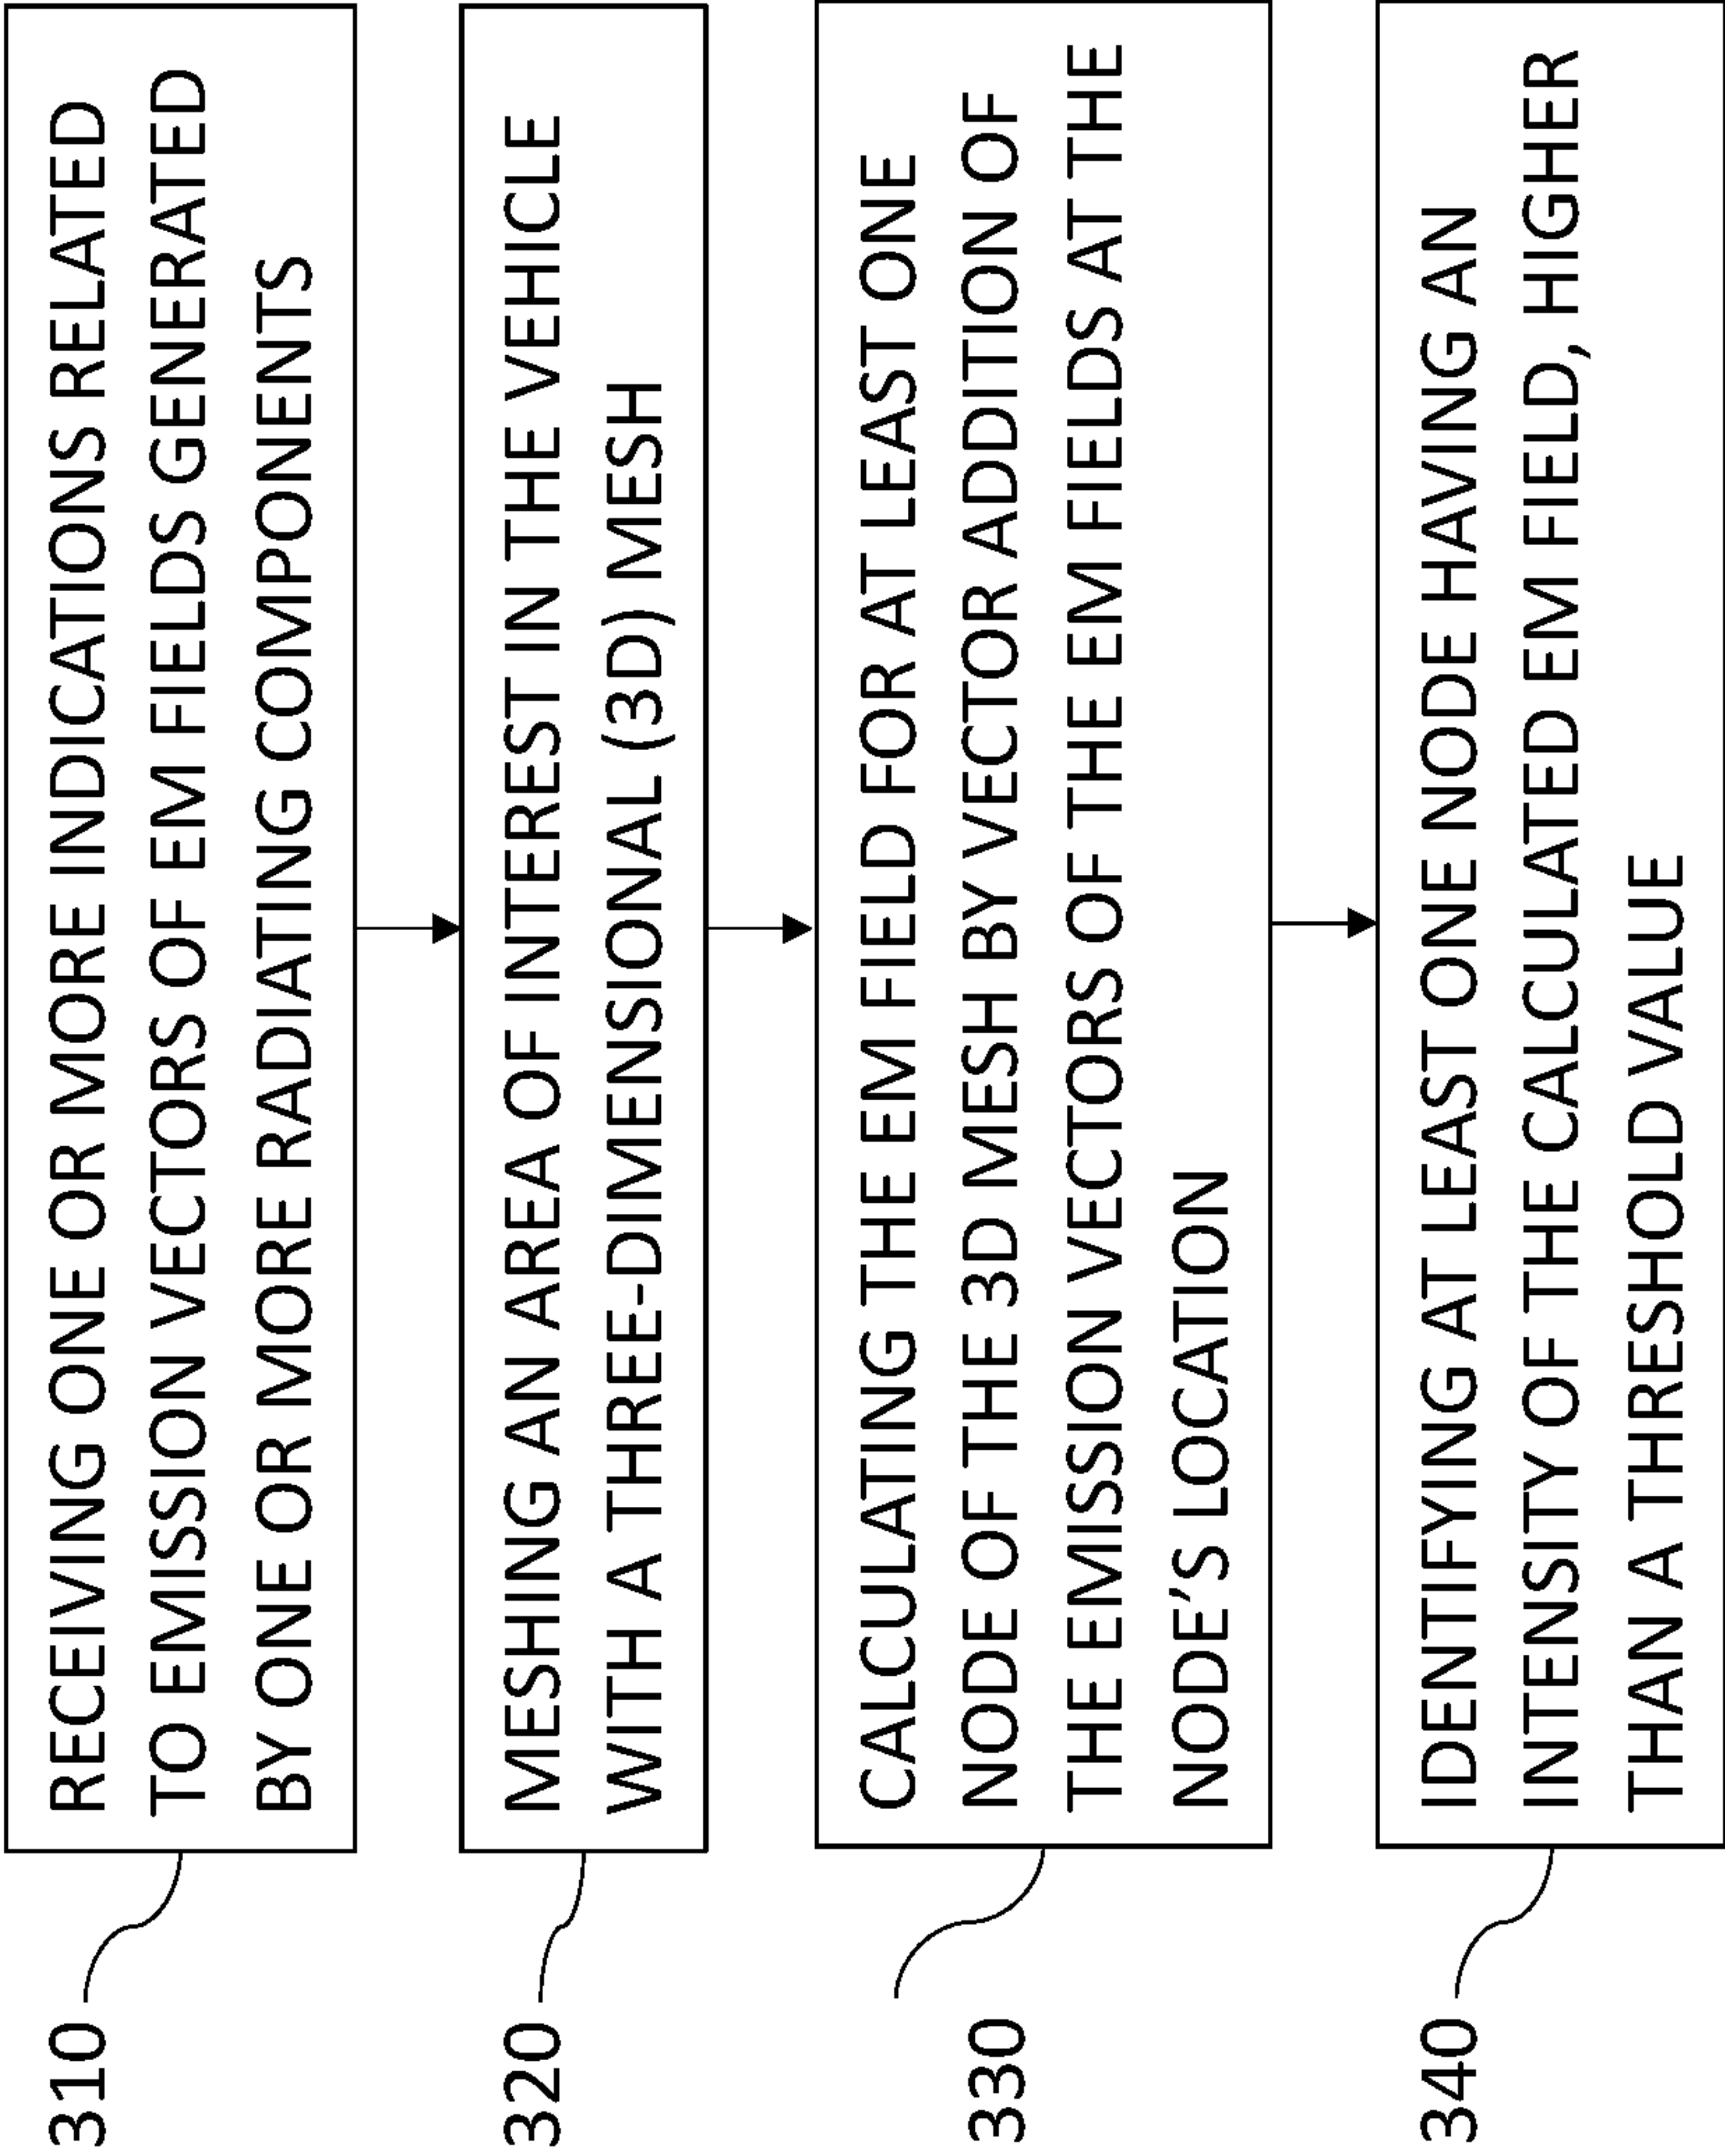 310
RECEIVING ONE OR MORE INDICATIONS RELATED
TO EMISSION VECTORS OF EM FIELDS GENERATED
BY ONE OR MORE RADIATING COMPONENTS
320
MESHING AN AREA OF INTEREST IN THE VEHICLE
WITH A THREE-DIMENSIONAL (3D) MESH
330
CALCULATING THE EM FIELD FOR AT LEAST ONE
NODE OF THE 3D MESH BY VECTOR ADDITION OF
THE EMISSION VECTORS OF THE EM FIELDS AT THE
NODE’S LOCATION
340
IDENTIFYING AT LEAST ONE NODE HAVING AN
INTENSITY OF THE CALCULATED EM FIELD, HIGHER
THAN A THRESHOLD VALUE